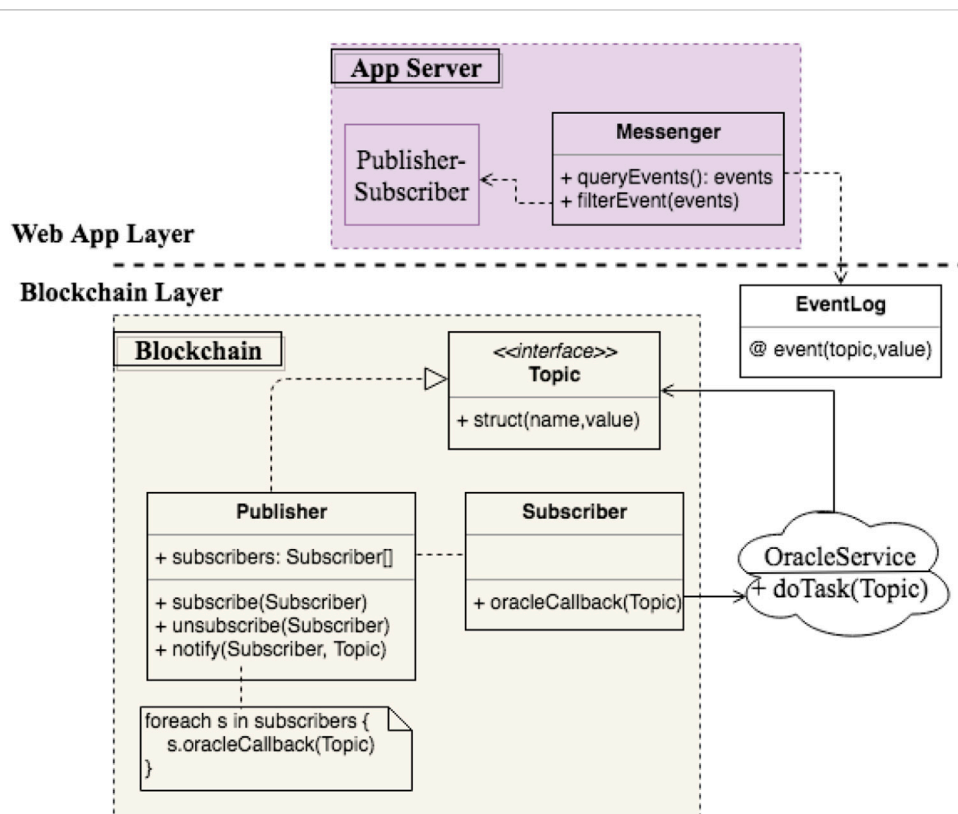 App Server
Publisher-
Subscriber
Messenger
+ queryEvents(): events
+ filterEvent(events)
Web App Layer
Blockchain Layer
EventLog
@ event(topic,value)
Blockchain
<<interface>>
Topic
+ struct(name,value)
Publisher
+ subscribers: Subscriber[]
+ subscribe(Subscriber)
+ unsubscribe(Subscriber)
+ notify(Subscriber, Topic)
Subscriber
+ oracleCallback(Topic)
OracleService
+ doTask(Topic)
foreach s in subscribers {
s.oracleCallback(Topic)
}